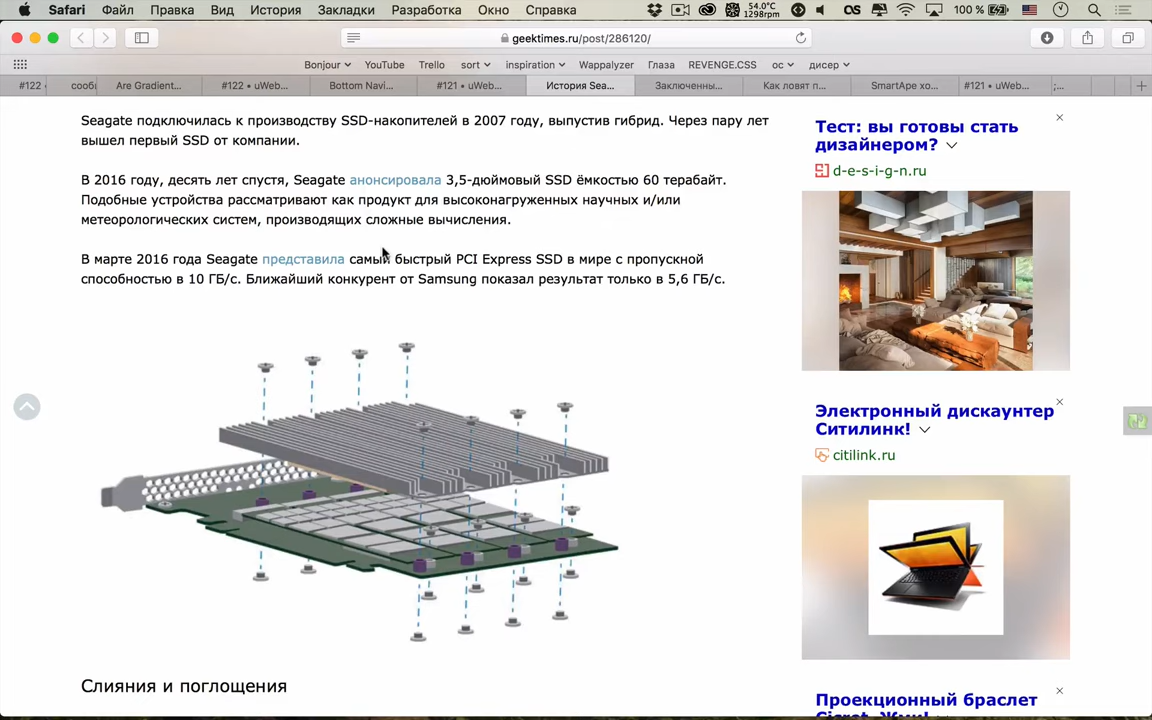 Safari Файл Правка Вид История Закладки Разработка Окно Справка 54.0°C 1298rpm 100 %
geektimes.ru/post/286120/
Bonjour YouTube Trello sort inspiration Wappalyzer Глаза REVENGE.CSS ос дисер
#122 сооб Are Gradient... #122 • uWeb... Bottom Navi... #121 • uWeb... История Sea... Заключенны... Как ловят п... SmartApe хо... #121 • uWeb...
Seagate подключилась к производству SSD-накопителей в 2007 году, выпустив гибрид. Через пару лет
вышел первый SSD от компании.
В 2016 году, десять лет спустя, Seagate анонсировала 3,5-дюймовый SSD ёмкостью 60 терабайт.
Подобные устройства рассматривают как продукт для высоконагруженных научных и/или
метеорологических систем, производящих сложные вычисления.
В марте 2016 года Seagate представила самый быстрый PCI Express SSD в мире с пропускной
способностью в 10 ГБ/с. Ближайший конкурент от Samsung показал результат только в 5,6 ГБ/с.
Слияния и поглощения
Тест: вы готовы стать
дизайнером?
d-e-s-i-g-n.ru
Электронный дискаунтер
Ситилинк!
citilink.ru
Проекционный браслет